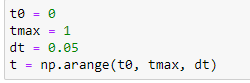 t0 = 0
tmax = 1
dt = 0.05
t = np.arange(t0, tmax, dt)